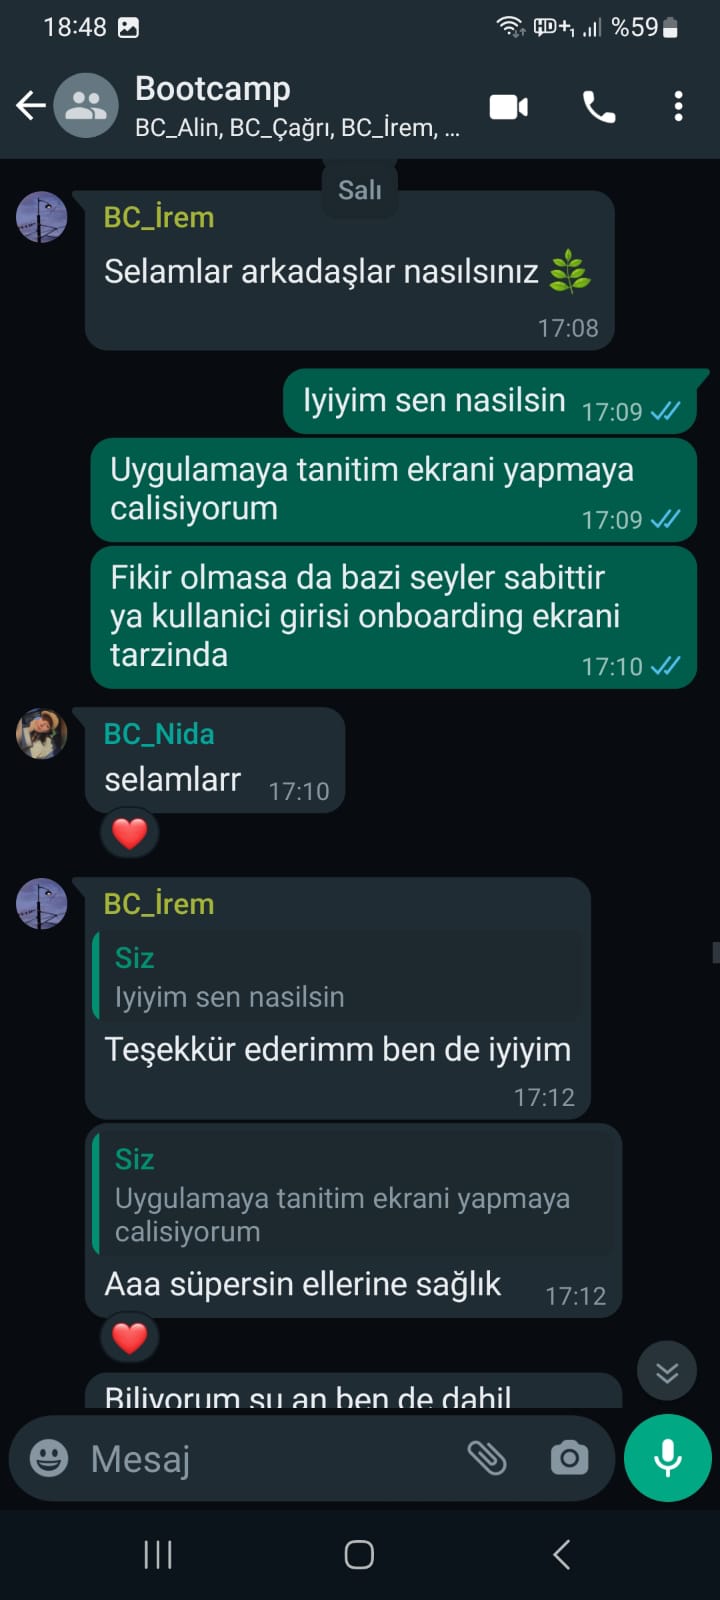 18:48
%59
Bootcamp
BC_Alin, BC_Çağrı, BC_İrem, ...
Salı
BC_İrem
Selamlar arkadaşlar nasılsınız
17:08
Iyiyim sen nasilsin 17:09
Uygulamaya tanitim ekrani yapmaya
calisiyorum
17:09
Fikir olmasa da bazi seyler sabittir
ya kullanici girisi onboarding ekrani
tarzinda
17:10
BC_Nida
selamlarr 17:10
BC_İrem
Siz
Iyiyim sen nasilsin
Teşekkür ederimm ben de iyiyim
17:12
Siz
Uygulamaya tanitim ekrani yapmaya
calisiyorum
Aaa süpersin ellerine sağlık 17:12
Biliyorum şu an ben de dahil
Mesaj